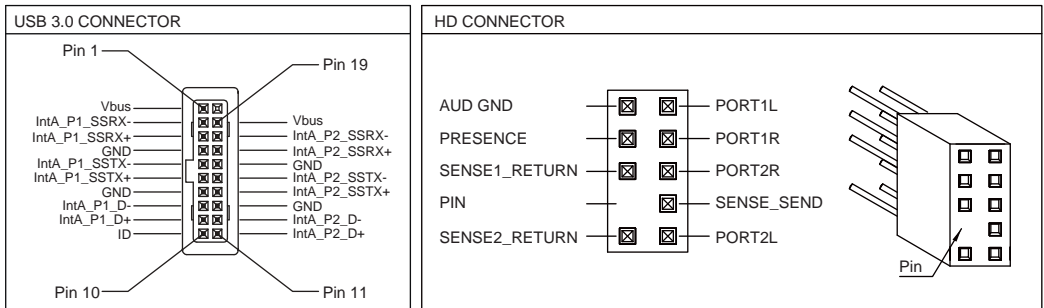 USB 3.0 CONNECTOR
Pin 1
Pin 19
Vbus
IntA_P1_SSRX-
IntA_P1_SSRX+
GND
IntA_P1_SSTX-
IntA_P1_SSTX+
GND
IntA_P1_D-
IntA_P1_D+
ID
Vbus
IntA_P2_SSRX-
IntA_P2_SSRX+
GND
IntA_P2_SSTX-
IntA_P2_SSTX+
GND
IntA_P2_D-
IntA_P2_D+
Pin 10
Pin 11
HD CONNECTOR
AUD GND
PRESENCE
SENSE1_RETURN
PIN
SENSE2_RETURN
PORT1L
PORT1R
PORT2R
SENSE_SEND
PORT2L
Pin